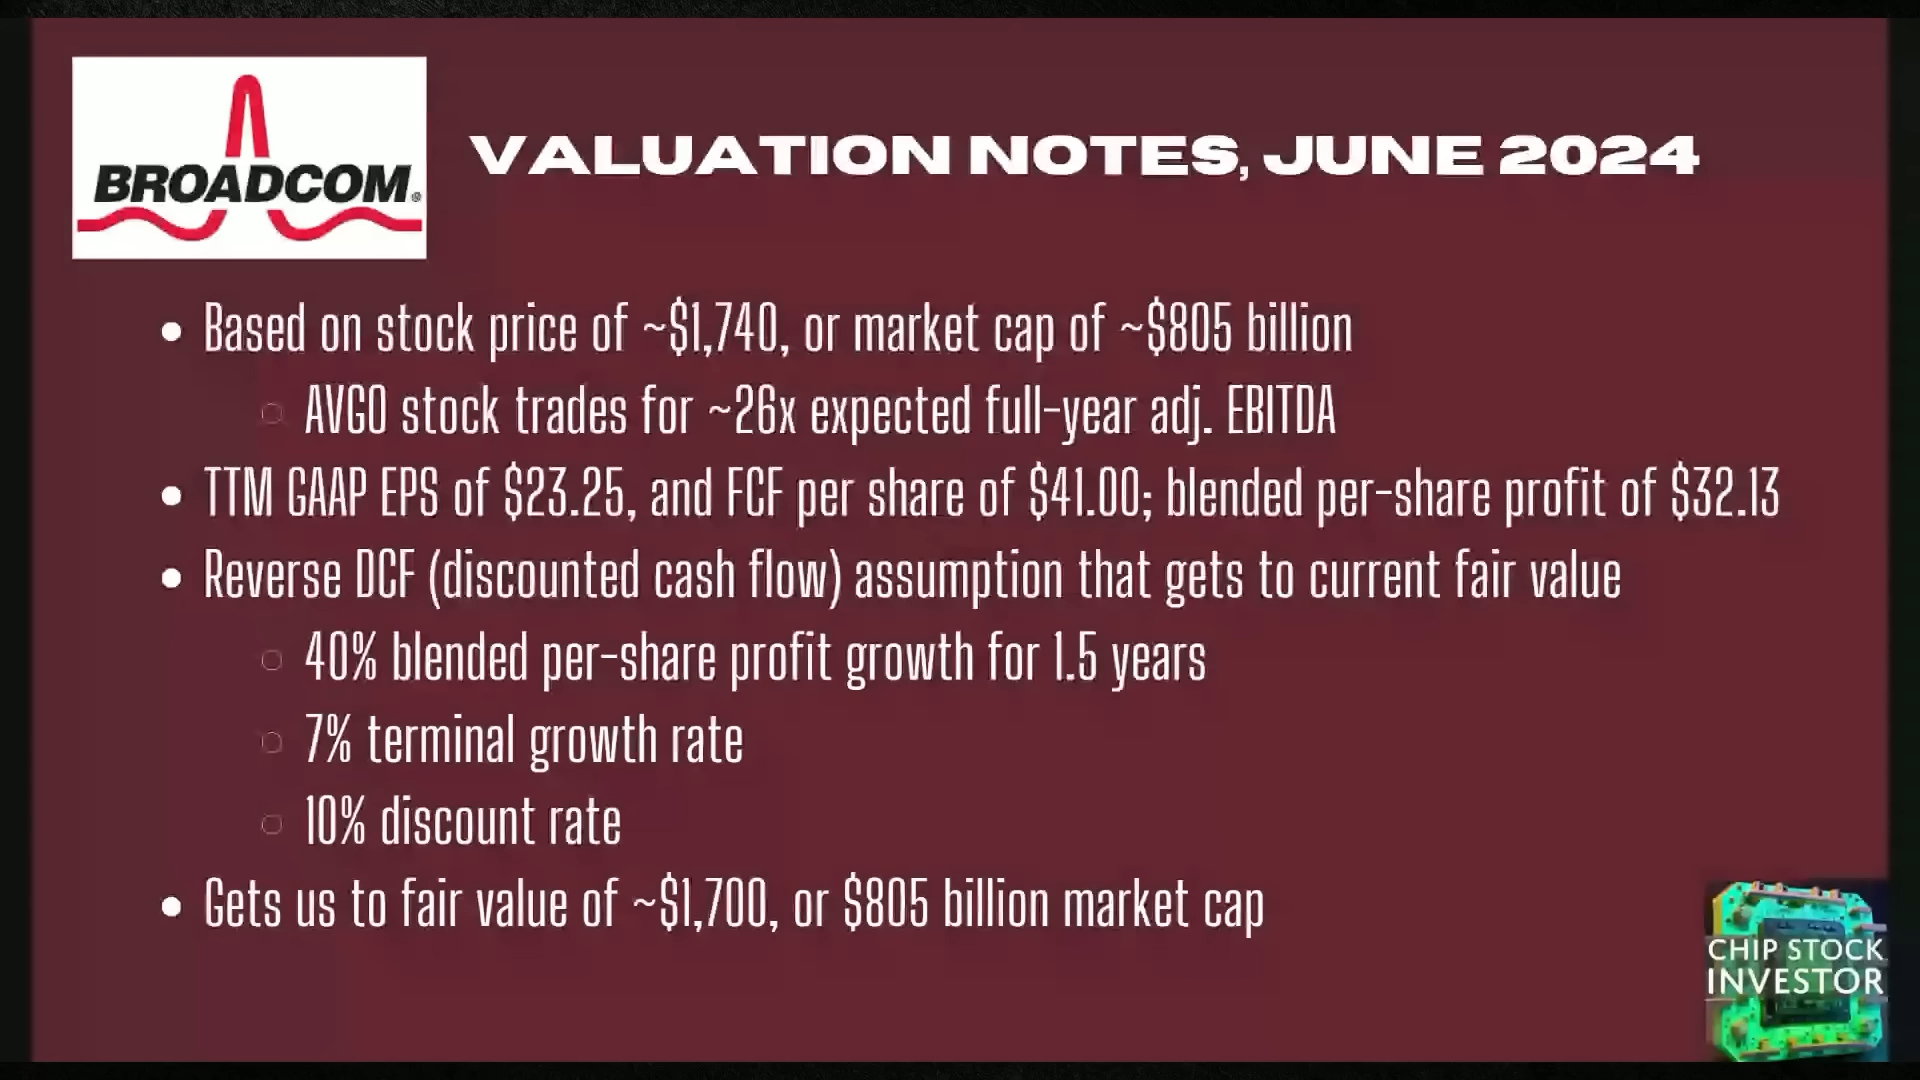 BROADCOM®
VALUATION NOTES, JUNE 2024
• Based on stock price of ~$1,740, or market cap of ~$805 billion
○ AVGO stock trades for ~26x expected full-year adj. EBITDA
• TTM GAAP EPS of $23.25, and FCF per share of $41.00; blended per-share profit of $32.13
• Reverse DCF (discounted cash flow) assumption that gets to current fair value
○ 40% blended per-share profit growth for 1.5 years
○ 7% terminal growth rate
○ 10% discount rate
• Gets us to fair value of ~$1,700, or $805 billion market cap
CHIP STOCK
INVESTOR